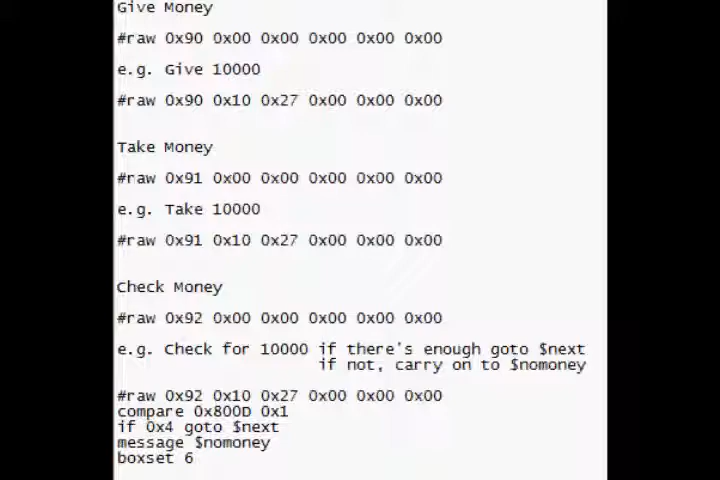 Give Money
#raw 0x90 0x00 0x00 0x00 0x00 0x00
e.g. Give 10000
#raw 0x90 0x10 0x27 0x00 0x00 0x00
Take Money
#raw 0x91 0x00 0x00 0x00 0x00 0x00
e.g. Take 10000
#raw 0x91 0x10 0x27 0x00 0x00 0x00
Check Money
#raw 0x92 0x00 0x00 0x00 0x00 0x00
e.g. Check for 10000 if there's enough goto $next
if not, carry on to $nomoney
#raw 0x92 0x10 0x27 0x00 0x00 0x00
compare 0x800D 0x1
if 0x4 goto $next
message $nomoney
boxset 6